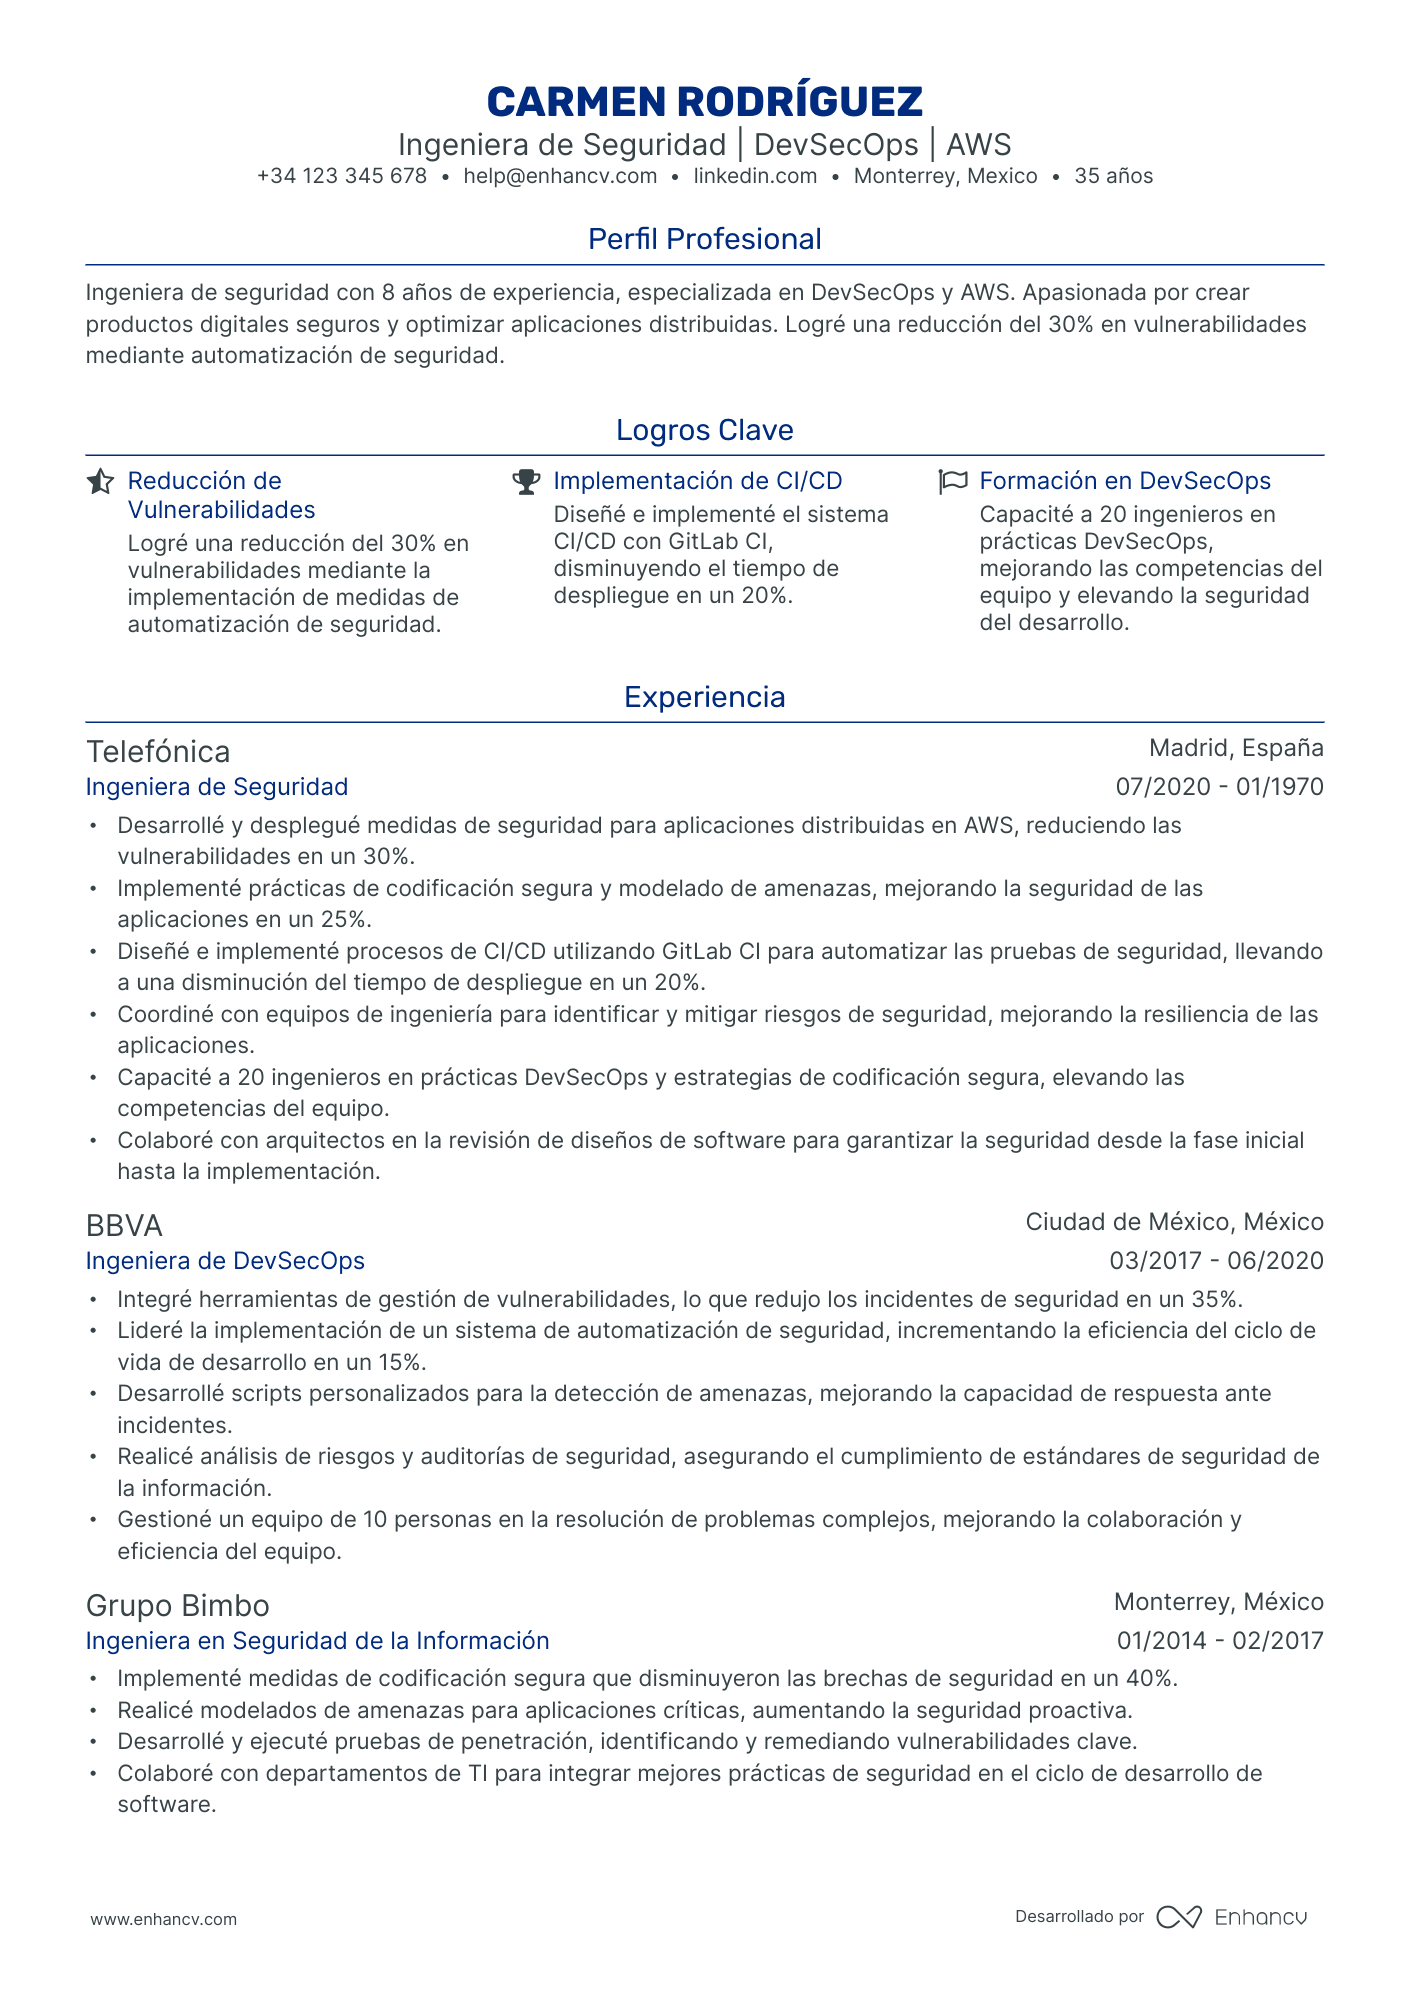 CARMEN RODRÍGUEZ
Ingeniera de Seguridad | DevSecOps | AWS
+34 123 345 678 • help@enhancv.com • linkedin.com • Monterrey, Mexico • 35 años
Perfil Profesional
Ingeniera de seguridad con 8 años de experiencia, especializada en DevSecOps y AWS. Apasionada por crear
productos digitales seguros y optimizar aplicaciones distribuidas. Logré una reducción del 30% en vulnerabilidades
mediante automatización de seguridad.
Logros Clave
Reducción de
Vulnerabilidades
Logré una reducción del 30% en
vulnerabilidades mediante la
implementación de medidas de
automatización de seguridad.
Implementación de CI/CD
Diseñé e implementé el sistema
CI/CD con GitLab CI,
disminuyendo el tiempo de
despliegue en un 20%.
Formación en DevSecOps
Capacité a 20 ingenieros en
prácticas DevSecOps,
mejorando las competencias del
equipo y elevando la seguridad
del desarrollo.
Experiencia
Telefónica Madrid, España
Ingeniera de Seguridad 07/2020 - 01/1970
• Desarrollé y desplegué medidas de seguridad para aplicaciones distribuidas en AWS, reduciendo las
vulnerabilidades en un 30%.
• Implementé prácticas de codificación segura y modelado de amenazas, mejorando la seguridad de las
aplicaciones en un 25%.
• Diseñé e implementé procesos de CI/CD utilizando GitLab CI para automatizar las pruebas de seguridad, llevando
a una disminución del tiempo de despliegue en un 20%.
• Coordiné con equipos de ingeniería para identificar y mitigar riesgos de seguridad, mejorando la resiliencia de las
aplicaciones.
• Capacité a 20 ingenieros en prácticas DevSecOps y estrategias de codificación segura, elevando las
competencias del equipo.
• Colaboré con arquitectos en la revisión de diseños de software para garantizar la seguridad desde la fase inicial
hasta la implementación.
BBVA Ciudad de México, México
Ingeniera de DevSecOps 03/2017 - 06/2020
• Integré herramientas de gestión de vulnerabilidades, lo que redujo los incidentes de seguridad en un 35%.
• Lideré la implementación de un sistema de automatización de seguridad, incrementando la eficiencia del ciclo de
vida de desarrollo en un 15%.
• Desarrollé scripts personalizados para la detección de amenazas, mejorando la capacidad de respuesta ante
incidentes.
• Realicé análisis de riesgos y auditorías de seguridad, asegurando el cumplimiento de estándares de seguridad de
la información.
• Gestioné un equipo de 10 personas en la resolución de problemas complejos, mejorando la colaboración y
eficiencia del equipo.
Grupo Bimbo Monterrey, México
Ingeniera en Seguridad de la Información 01/2014 - 02/2017
• Implementé medidas de codificación segura que disminuyeron las brechas de seguridad en un 40%.
• Realicé modelados de amenazas para aplicaciones críticas, aumentando la seguridad proactiva.
• Desarrollé y ejecuté pruebas de penetración, identificando y remediando vulnerabilidades clave.
• Colaboré con departamentos de TI para integrar mejores prácticas de seguridad en el ciclo de desarrollo de
software.
www.enhancv.com Desarrollado por Enhancv